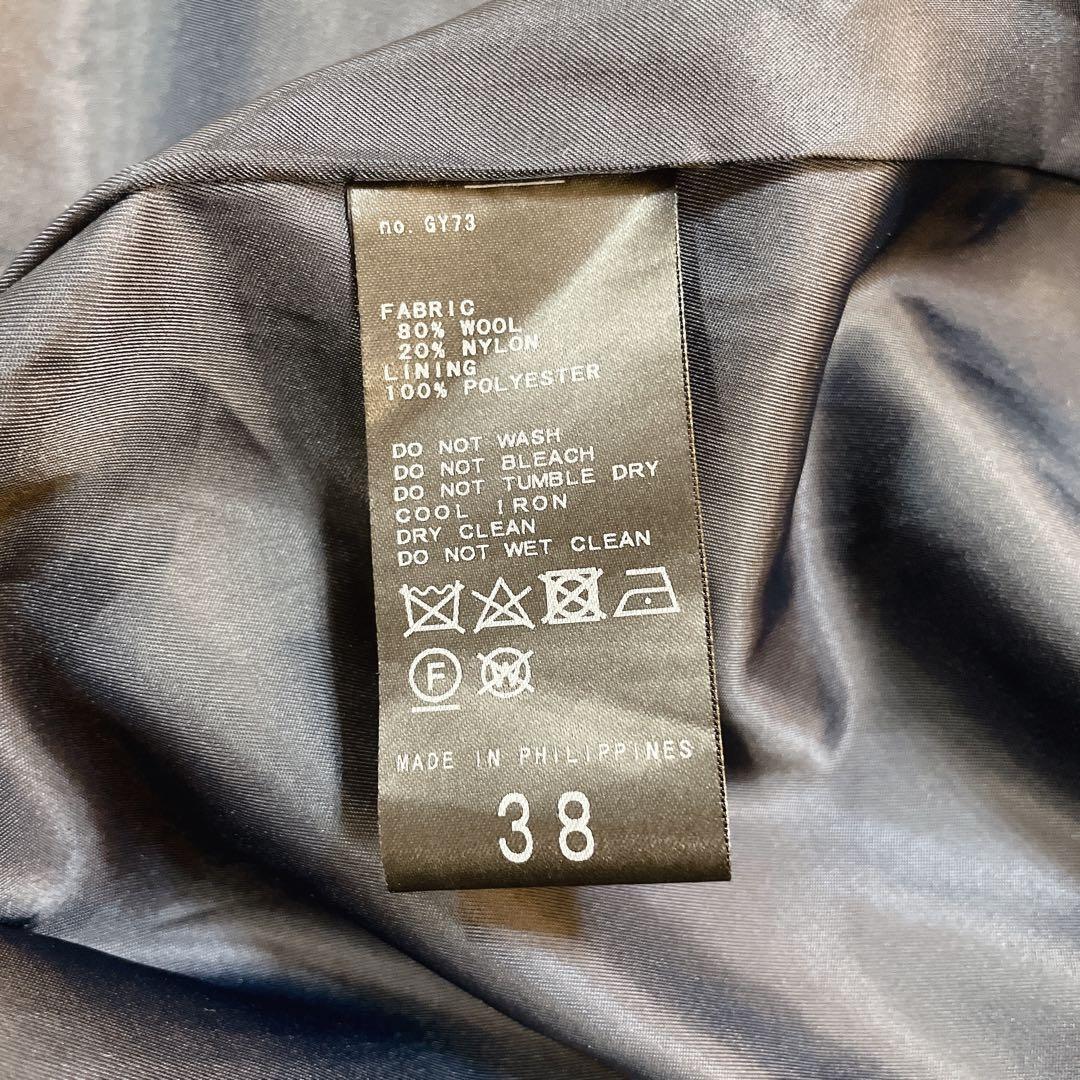 no. GY73
FABRIC
80% WOOL
20% NYLON
LINING
100% POLYESTER
DO NOT WASH
DO NOT BLEACH
DO NOT TUMBLE DRY
COOL IRON
DRY CLEAN
DO NOT WET CLEAN
F W
MADE IN PHILIPPINES
38